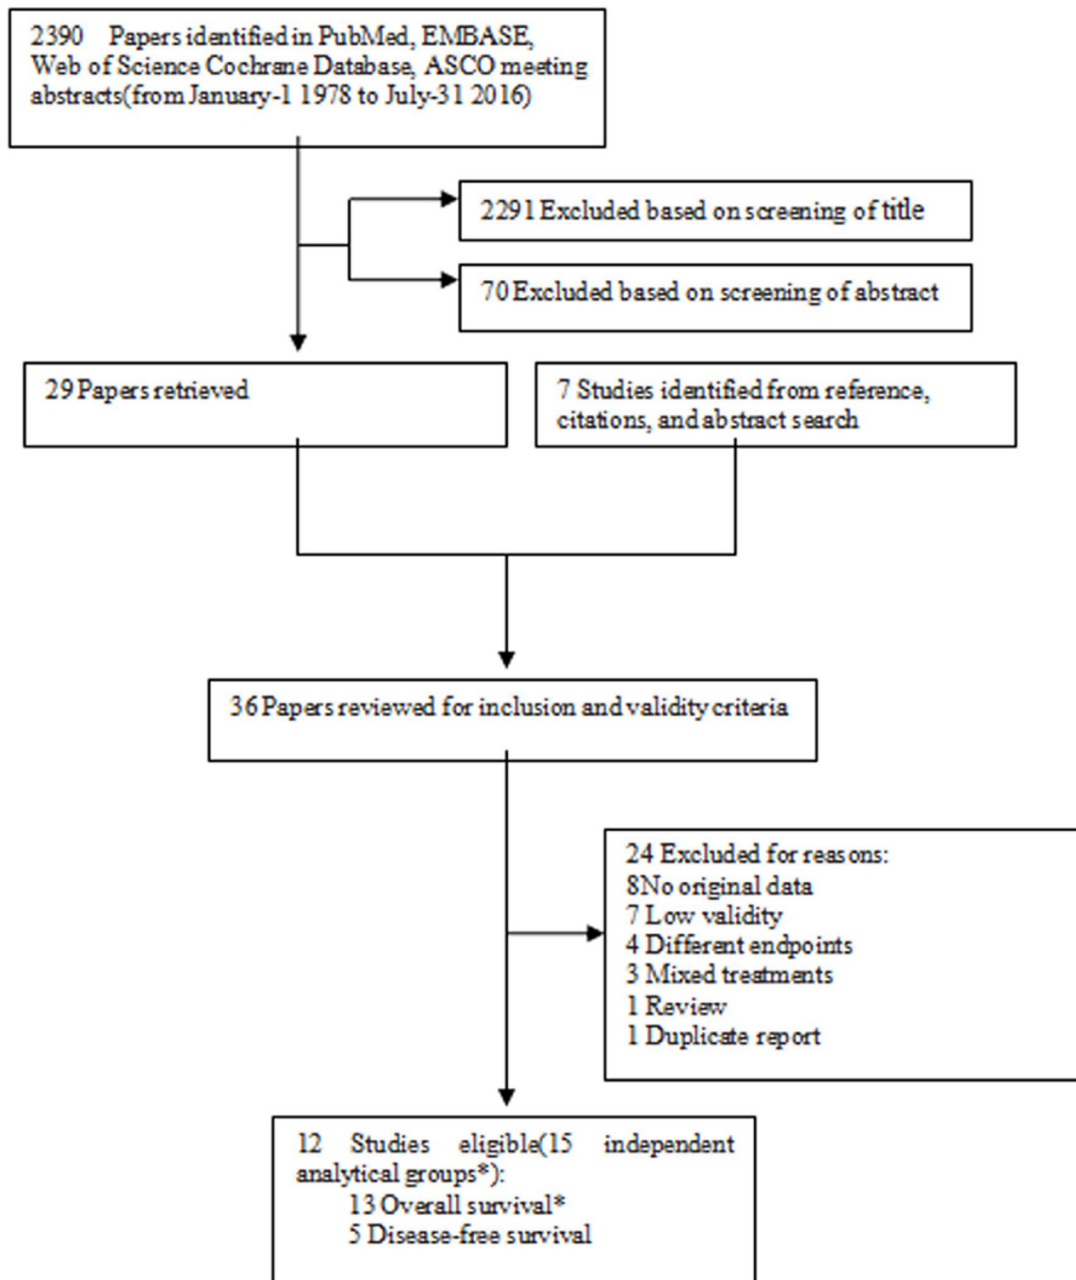 2390 Papers identified in PubMed, EMBASE,
Web of Science Cochrane Database, ASCO meeting
abstracts(from January-1 1978 to July-31 2016)
2291 Excluded based on screening of title
70 Excluded based on screening of abstract
29 Papers retrieved
7 Studies identified from reference,
citations, and abstract search
36 Papers reviewed for inclusion and validity criteria
24 Excluded for reasons:
8No original data
7 Low validity
4 Different endpoints
3 Mixed treatments
1 Review
1 Duplicate report
12 Studies eligible(15 independent
analytical groups*):
13 Overall survival*
5 Disease-free survival